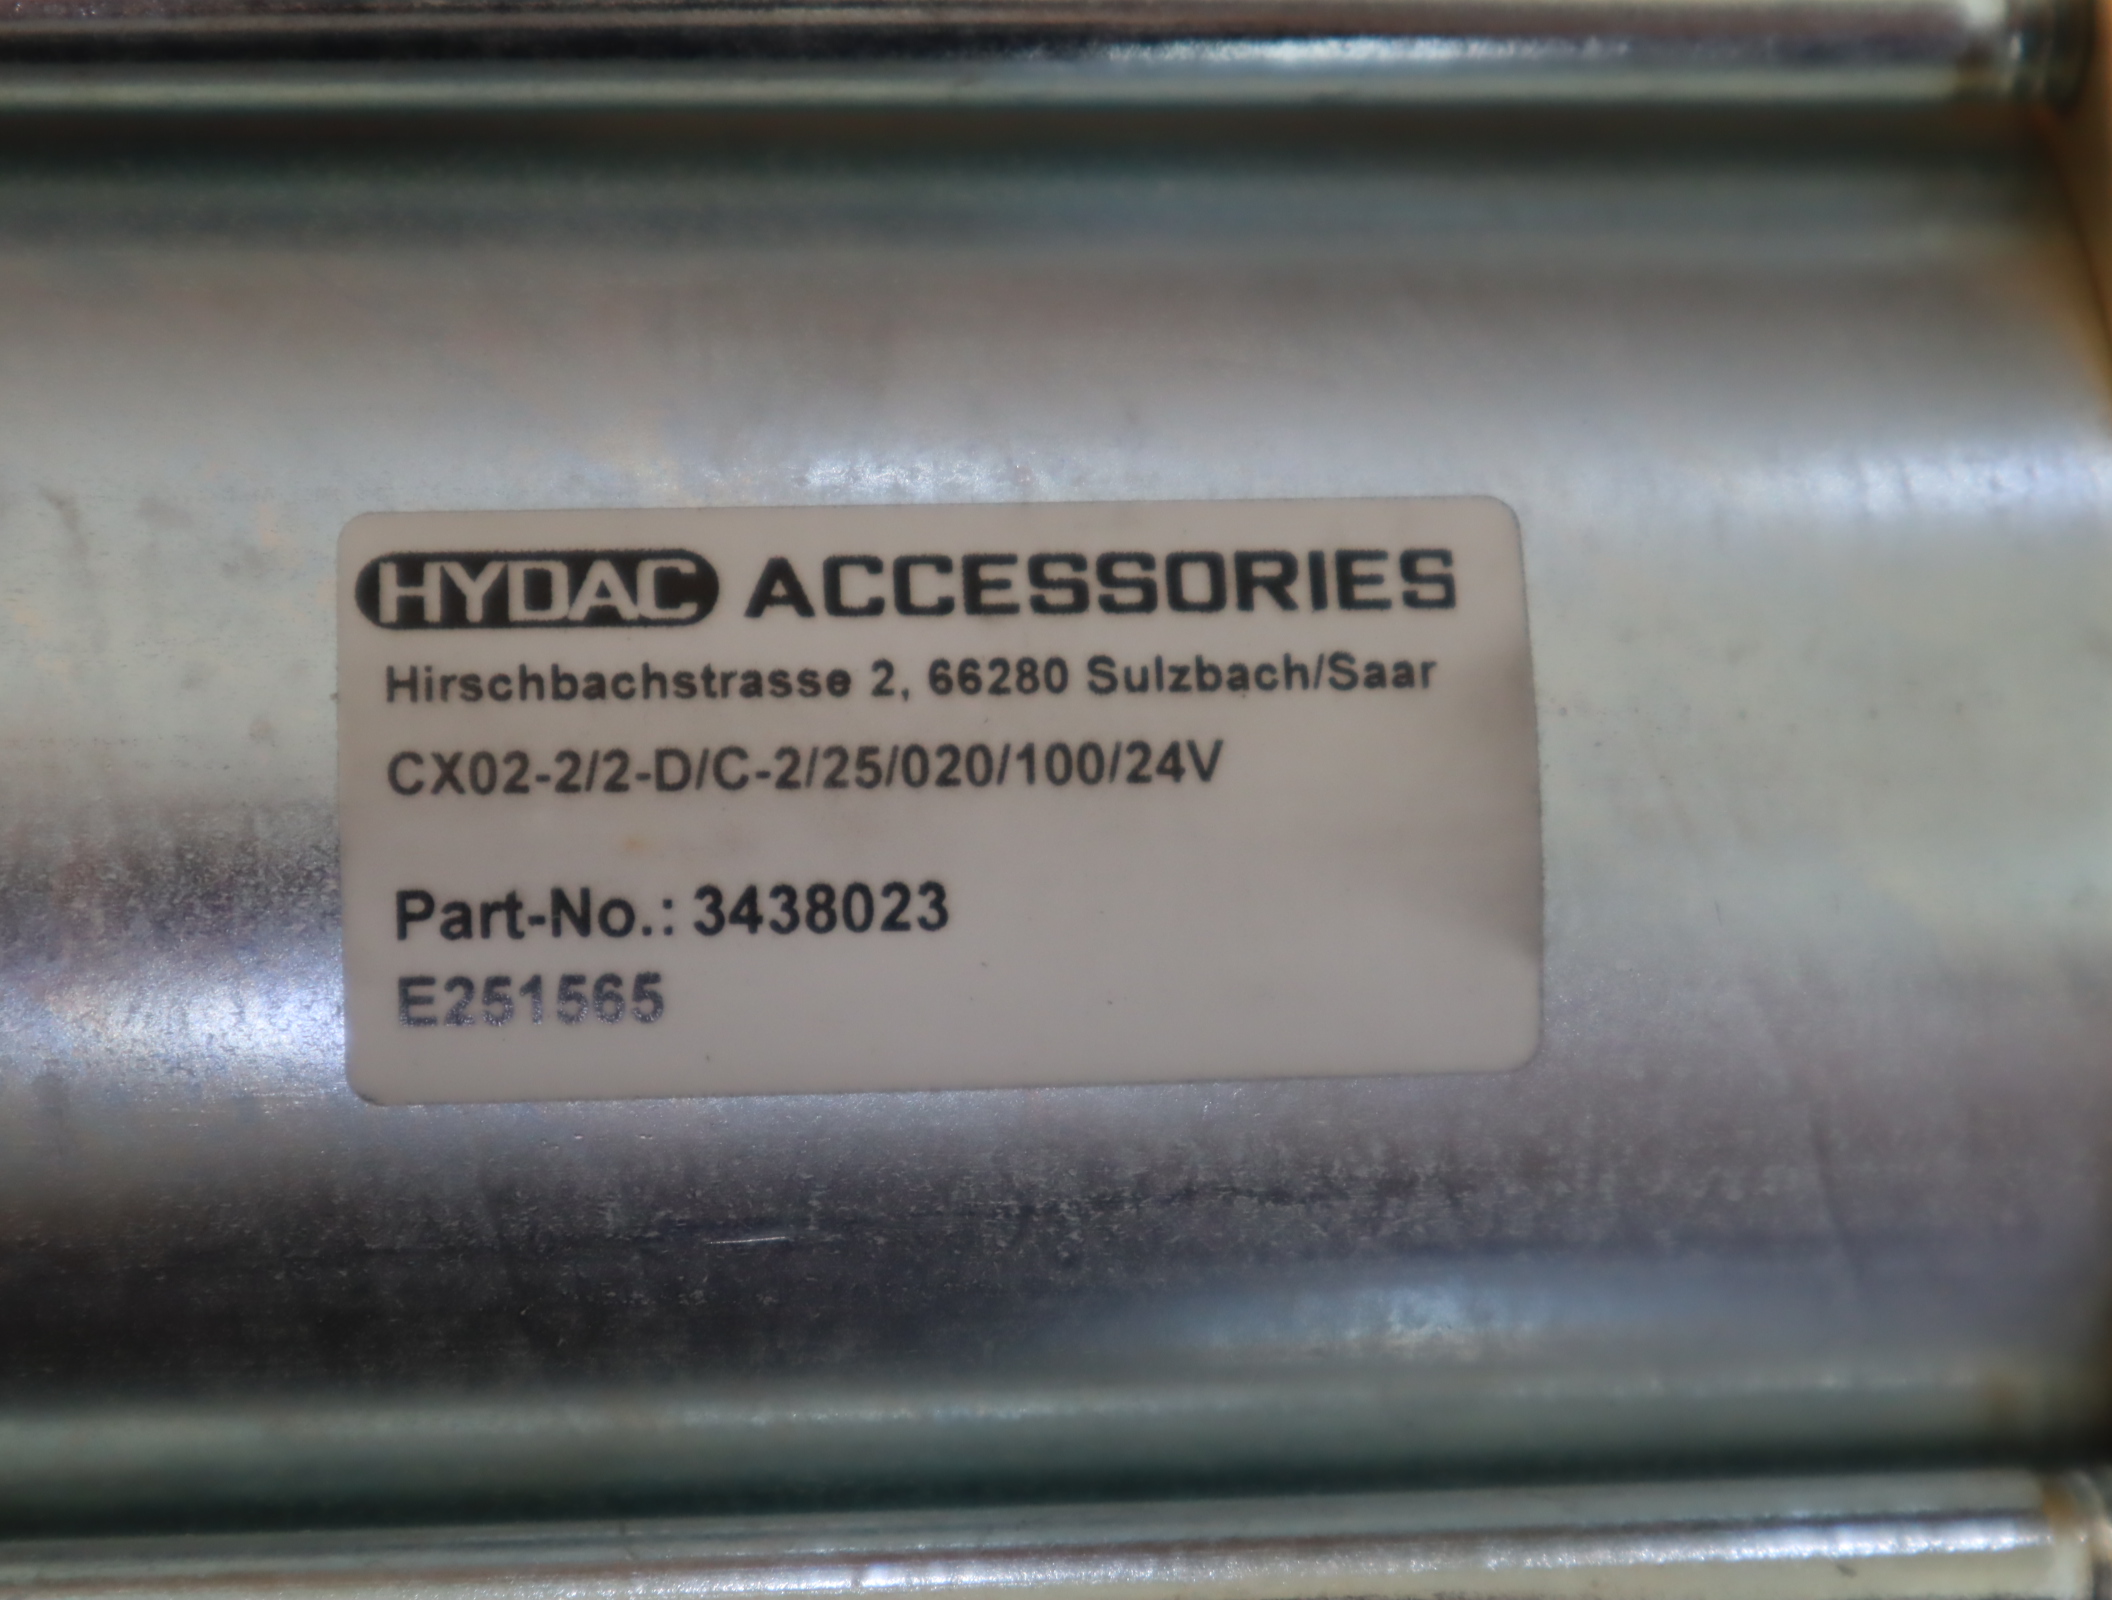 HYDAC ACCESSORIES
Hirschbachstrasse 2, 66280 Sulzbach/Saar
CX02-2/2-D/C-2/25/020/100/24V
Part-No.: 3438023
E251565